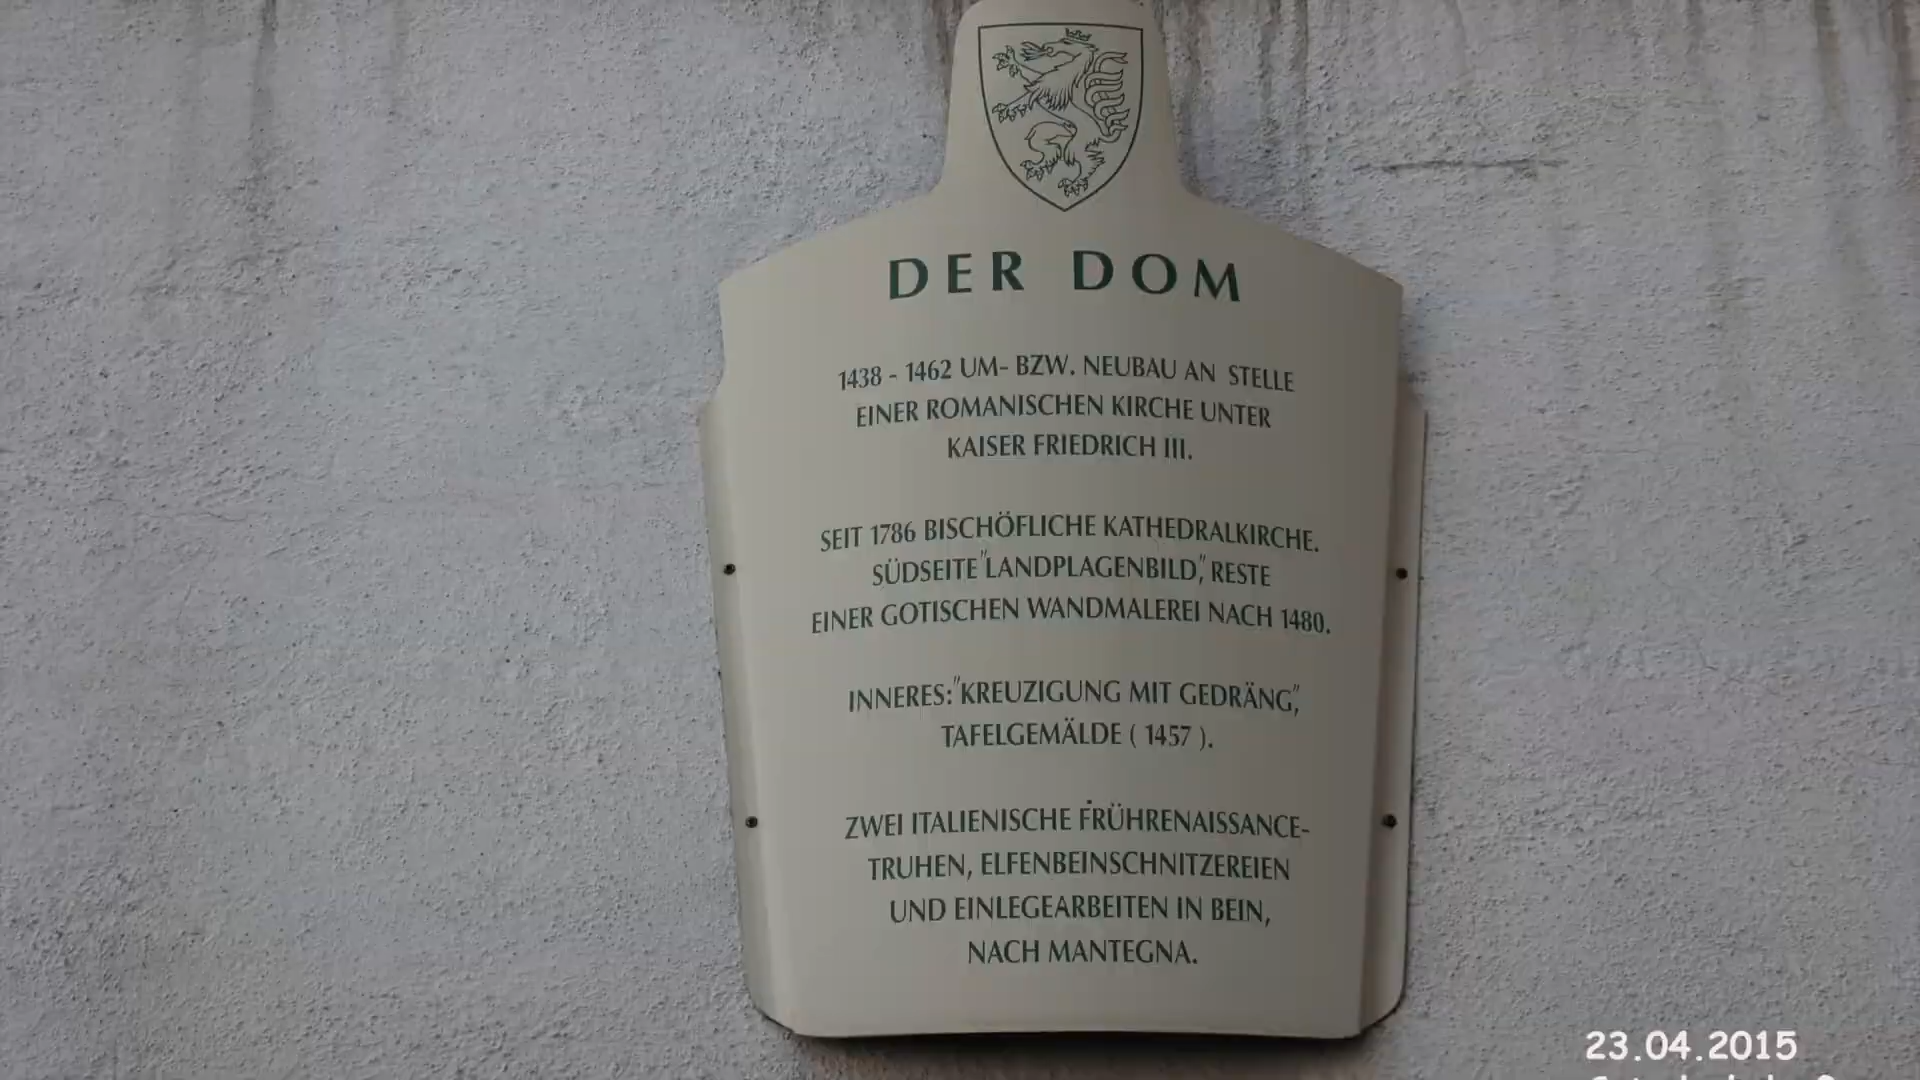 DER DOM
1438 - 1462 UM- BZW. NEUBAU AN STELLE
EINER ROMANISCHEN KIRCHE UNTER
KAISER FRIEDRICH III.
SEIT 1786 BISCHÖFLICHE KATHEDRALKIRCHE.
SÜDSEITE "LANDPLAGENBILD", RESTE
EINER GOTISCHEN WANDMALEREI NACH 1480.
INNERES: "KREUZIGUNG MIT GEDRÄNG",
TAFELGEMÄLDE ( 1457 ).
ZWEI ITALIENISCHE FRÜHRENAISSANCE-
TRUHEN, ELFENBEINSCHNITZEREIEN
UND EINLEGEARBEITEN IN BEIN,
NACH MANTEGNA.
23.04.2015